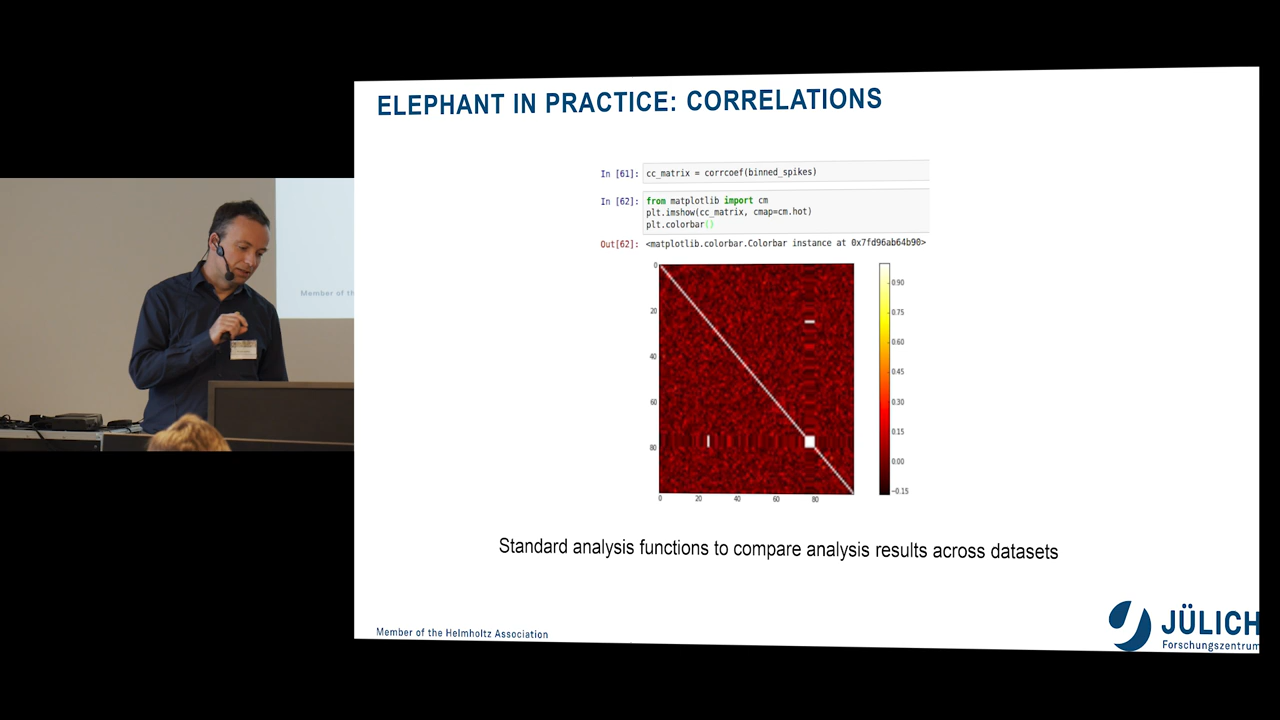 ELEPHANT IN PRACTICE: CORRELATIONS
In [61]: cc_matrix = corrcoef(binned_spikes)
In [62]: from matplotlib import cm
plt.imshow(cc_matrix, cmap=cm.hot)
plt.colorbar()
Out[62]: <matplotlib.colorbar.Colorbar instance at 0x7fd96ab64b90>
0
20
40
60
80
0 20 40 60 80
0.90
0.75
0.60
0.45
0.30
0.15
0.00
−0.15
Standard analysis functions to compare analysis results across datasets
Member of the Helmholtz Association
JÜLICH
Forschungszentrum
Member of th